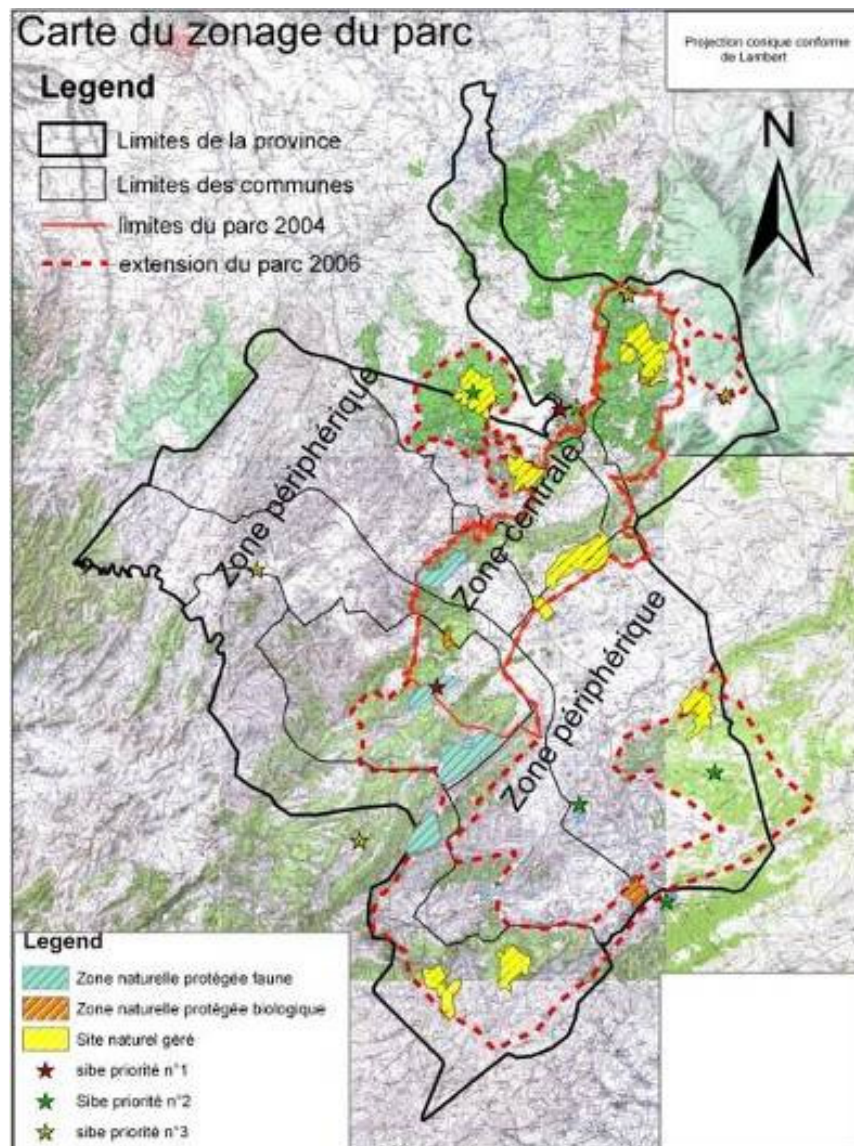 Carte du zonage du parc
Projection conique conforme
de Lambert
Legend
Limites de la province
Limites des communes
limites du parc 2004
extension du parc 2006
N
Zone périphérique
Zone centrale
Zone périphérique
Legend
Zone naturelle protégée faune
Zone naturelle protégée biologique
Site naturel géré
sibe priorité n°1
Sibe priorité n°2
sibe priorité n°3